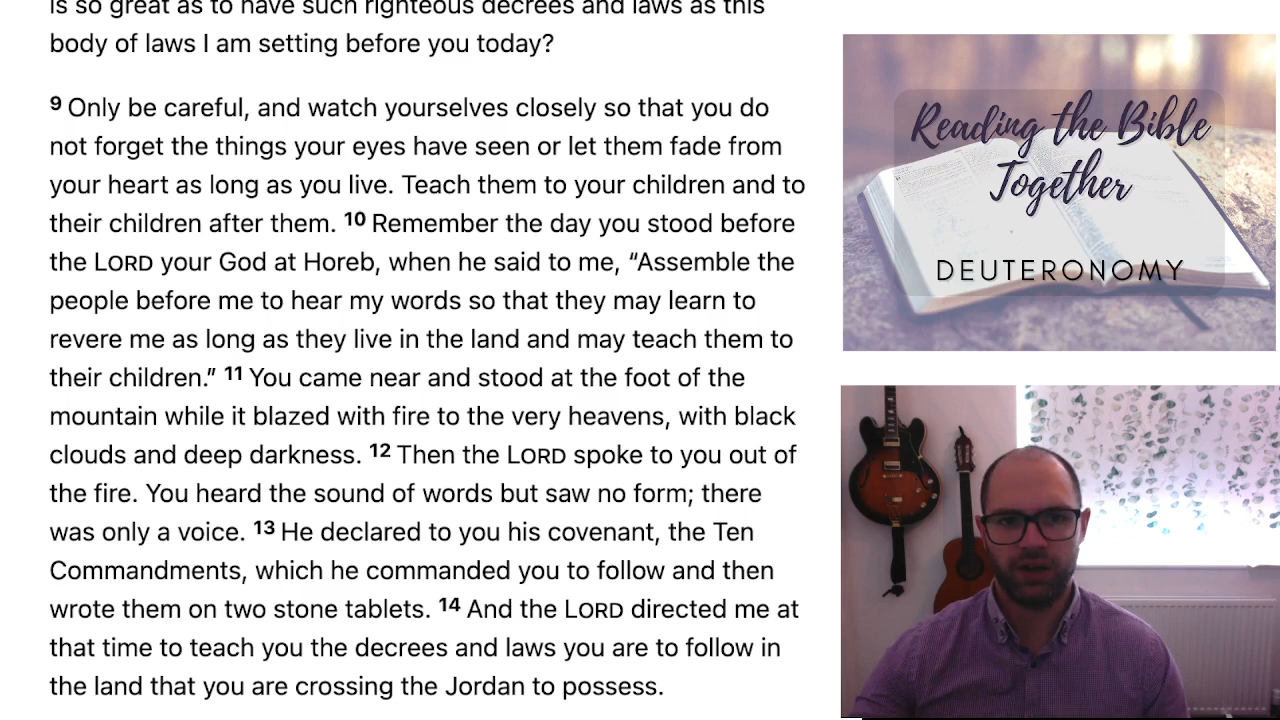 is so great as to have such righteous decrees and laws as this
body of laws I am setting before you today?
9 Only be careful, and watch yourselves closely so that you do
not forget the things your eyes have seen or let them fade from
your heart as long as you live. Teach them to your children and to
their children after them. 10 Remember the day you stood before
the LORD your God at Horeb, when he said to me, “Assemble the
people before me to hear my words so that they may learn to
revere me as long as they live in the land and may teach them to
their children.” 11 You came near and stood at the foot of the
mountain while it blazed with fire to the very heavens, with black
clouds and deep darkness. 12 Then the LORD spoke to you out of
the fire. You heard the sound of words but saw no form; there
was only a voice. 13 He declared to you his covenant, the Ten
Commandments, which he commanded you to follow and then
wrote them on two stone tablets. 14 And the LORD directed me at
that time to teach you the decrees and laws you are to follow in
the land that you are crossing the Jordan to possess.
Reading the Bible
Together
DEUTERONOMY